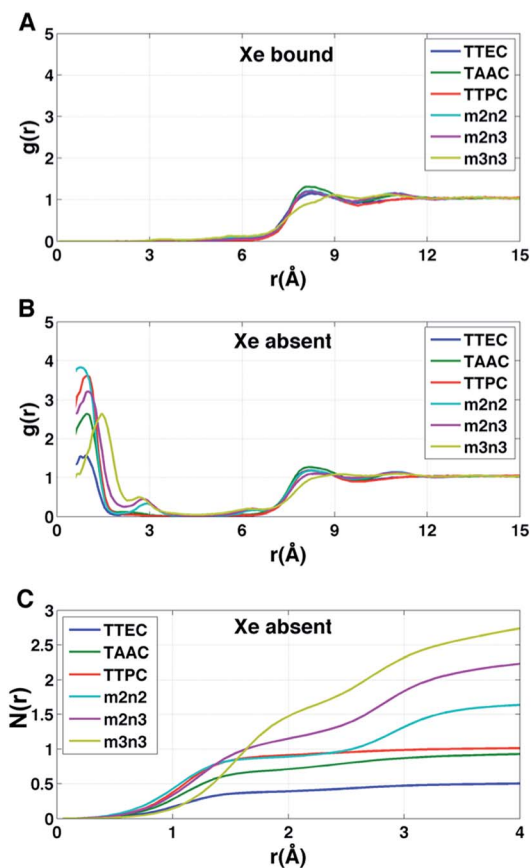 A
Xe bound
g(r)
5
4
3
2
1
0
TTEC
TAAC
TTPC
m2n2
m2n3
m3n3
0 3 6 9 12 15
r(Å)
B
Xe absent
g(r)
5
4
3
2
1
0
TTEC
TAAC
TTPC
m2n2
m2n3
m3n3
0 3 6 9 12 15
r(Å)
C
Xe absent
N(r)
3
2.5
2
1.5
1
0.5
0
TTEC
TAAC
TTPC
m2n2
m2n3
m3n3
0 1 2 3 4
r(Å)